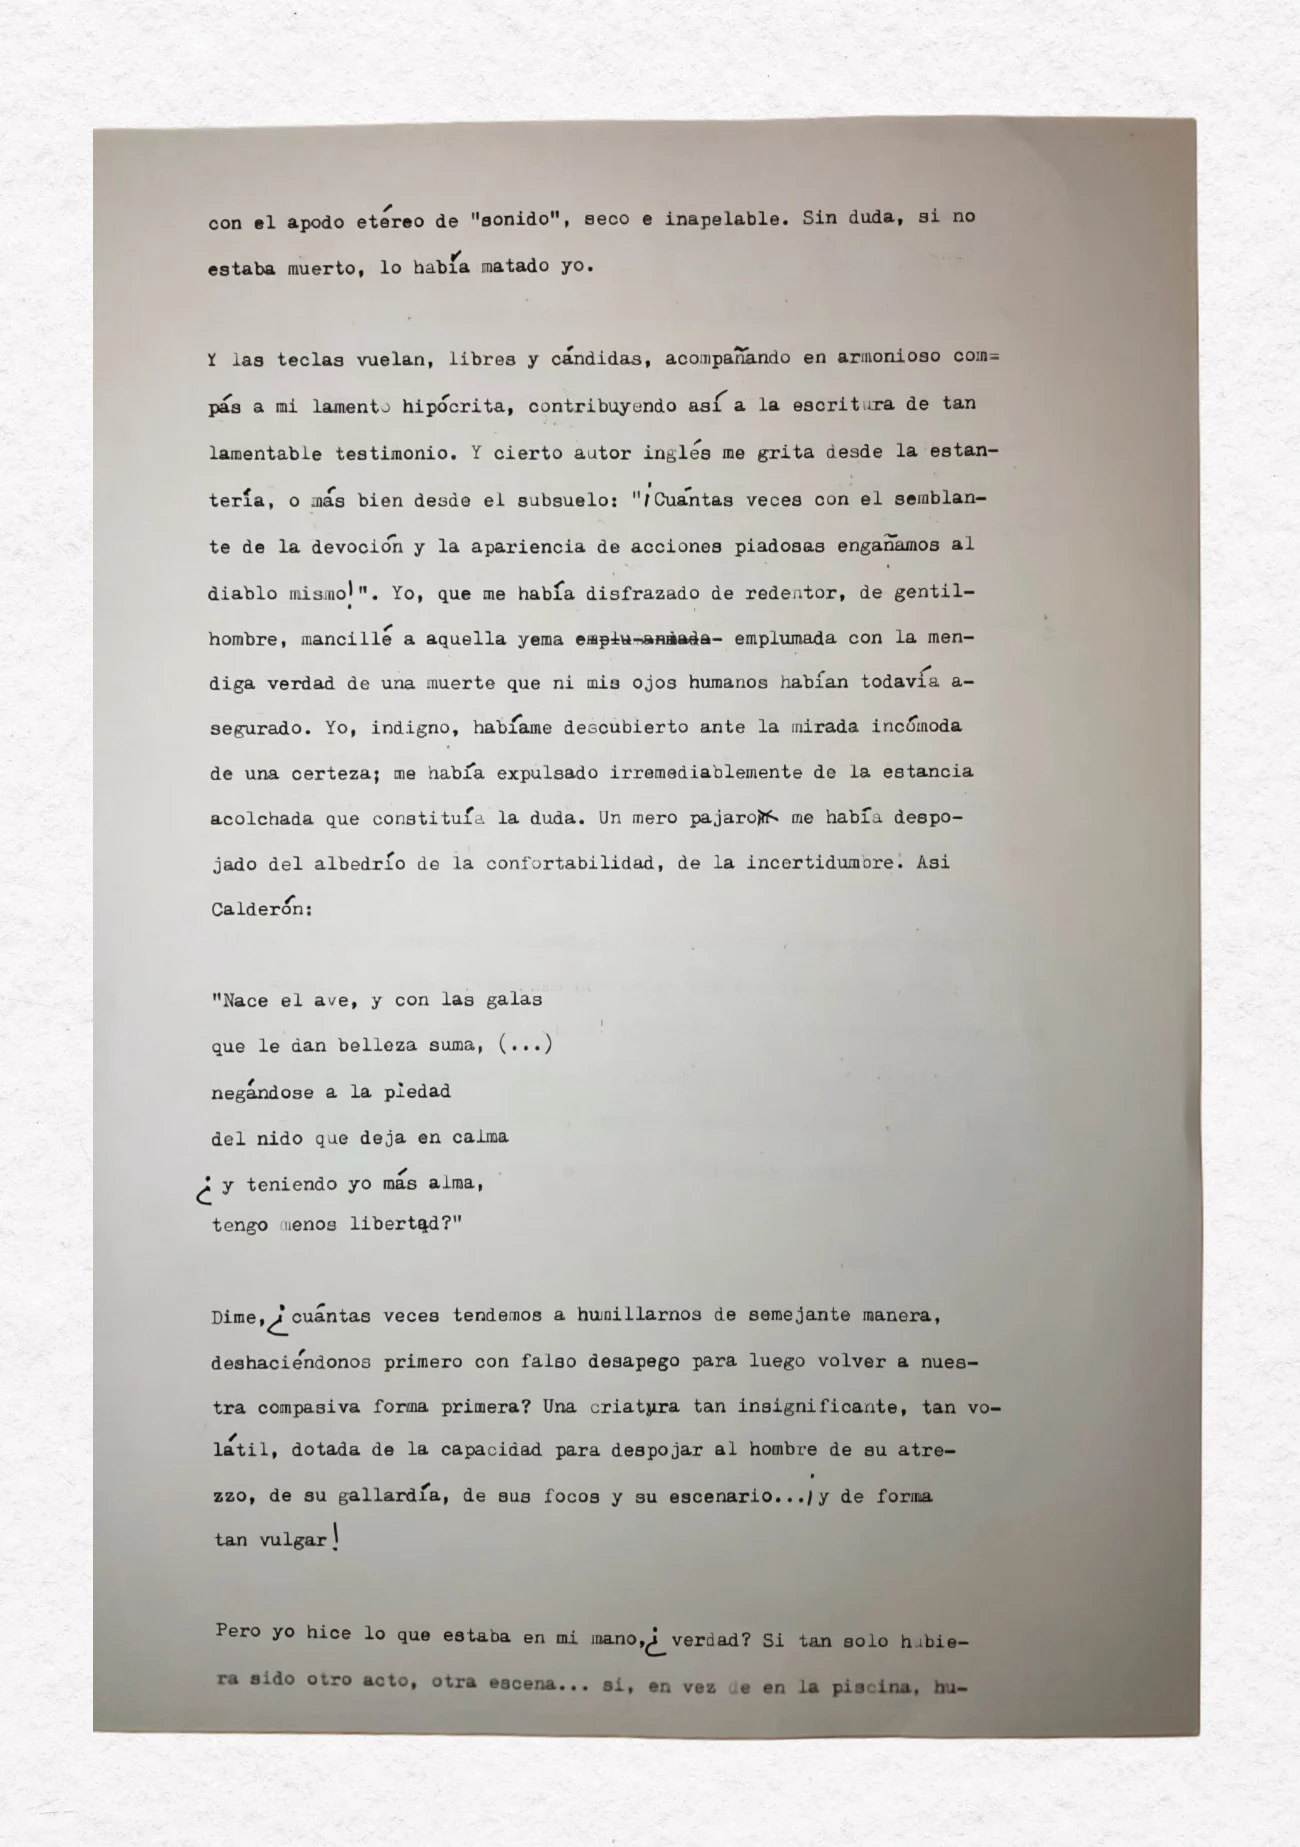 con el apodo etéreo de "sonido", seco e inapelable. Sin duda, si no
estaba muerto, lo había matado yo.
Y las teclas vuelan, libres y cándidas, acompañando en armonioso com=
pás a mi lamento hipócrita, contribuyendo así a la escritura de tan
lamentable testimonio. Y cierto autor inglés me grita desde la estan-
tería, o más bien desde el subsuelo: "¡Cuántas veces con el semblan-
te de la devoción y la apariencia de acciones piadosas engañamos al
diablo mismo!". Yo, que me había disfrazado de redentor, de gentil-
hombre, mancillé a aquella yema emplumada con la men-
diga verdad de una muerte que ni mis ojos humanos habían todavía a-
segurado. Yo, indigno, habíame descubierto ante la mirada incómoda
de una certeza; me había expulsado irremediablemente de la estancia
acolchada que constituía la duda. Un mero pajaro me había despo-
jado del albedrío de la confortabilidad, de la incertidumbre. Asi
Calderón:
"Nace el ave, y con las galas
que le dan belleza suma, (...)
negándose a la piedad
del nido que deja en calma
¿y teniendo yo más alma,
tengo menos libertad?"
Dime,¿cuántas veces tendemos a humillarnos de semejante manera,
deshaciéndonos primero con falso desapego para luego volver a nues-
tra compasiva forma primera? Una criatura tan insignificante, tan vo-
látil, dotada de la capacidad para despojar al hombre de su atre-
zzo, de su gallardía, de sus focos y su escenario...¡y de forma
tan vulgar!
Pero yo hice lo que estaba en mi mano,¿verdad? Si tan solo hubie-
ra sido otro acto, otra escena... si, en vez de en la piscina, hu-